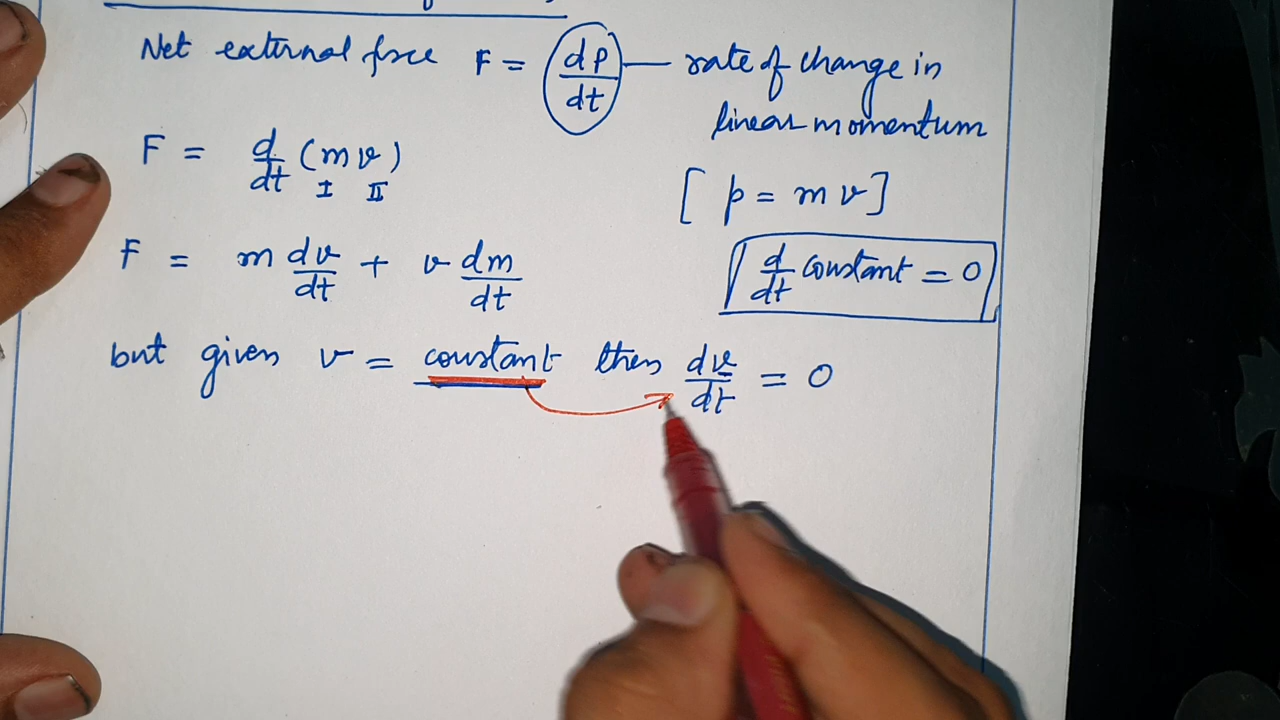 Net external force F = dp/dt — rate of change in
linear momentum
F = d/dt (m v)
I II
[ p = m v ]
F = m dv/dt + v dm/dt
d/dt constant = 0
but given v = constant then dv/dt = 0